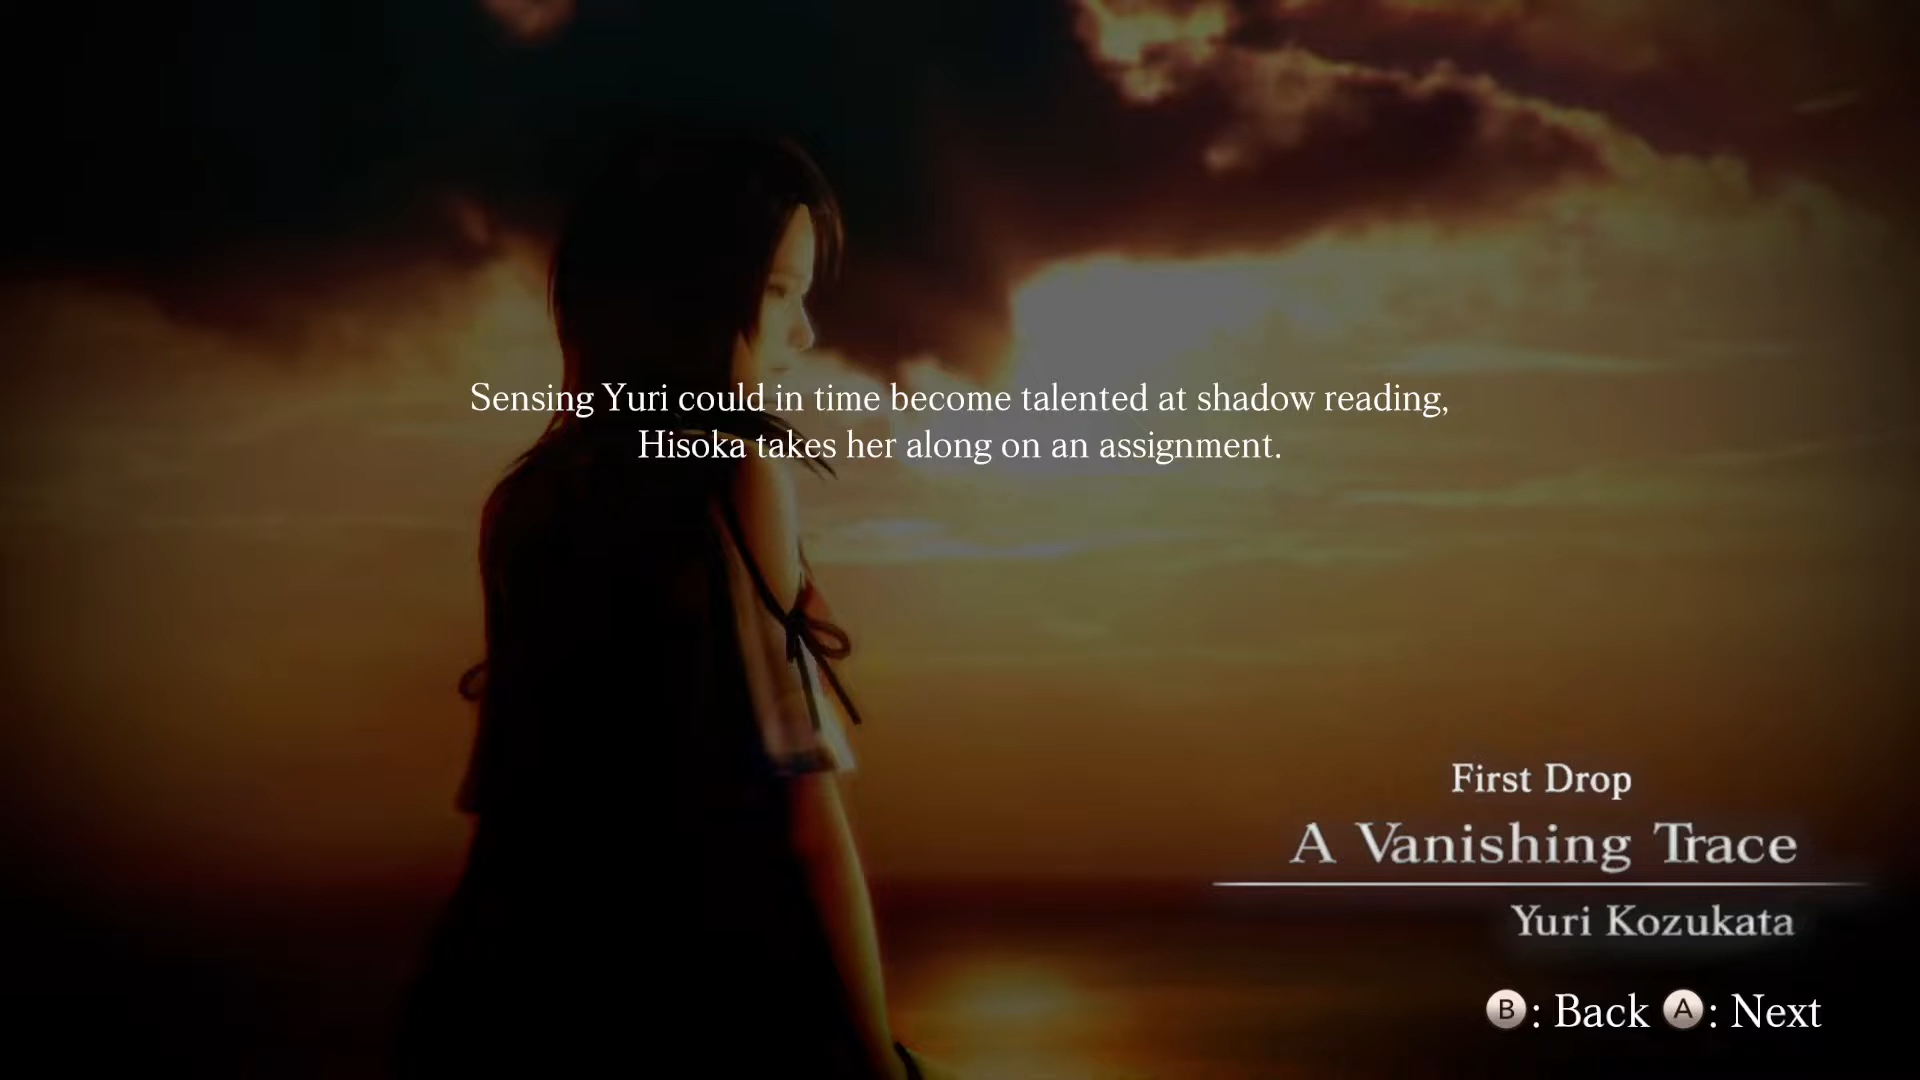 Sensing Yuri could in time become talented at shadow reading,
Hisoka takes her along on an assignment.
First Drop
A Vanishing Trace
Yuri Kozukata
B: Back A: Next